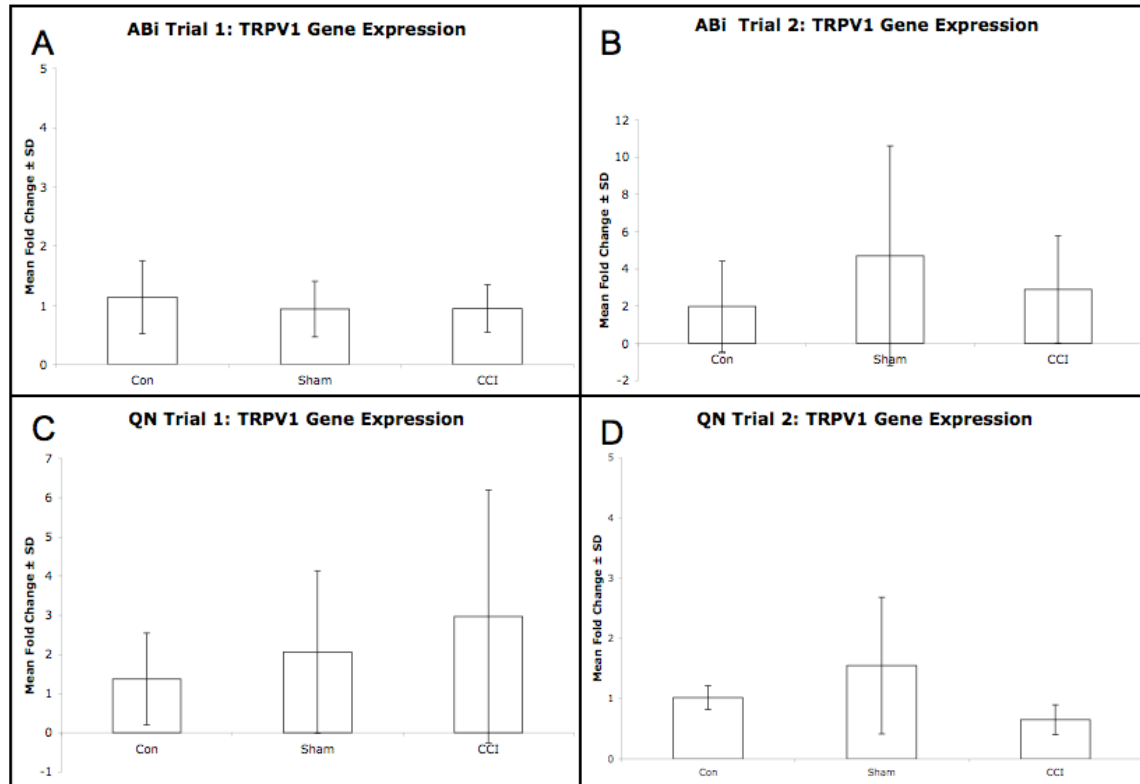 A
ABi Trial 1: TRPV1 Gene Expression
Mean Fold Change ± SD
5
4
3
2
1
0
Con Sham CCI
B
ABi Trial 2: TRPV1 Gene Expression
Mean Fold Change ± SD
12
10
8
6
4
2
0
-2
Con Sham CCI
C
QN Trial 1: TRPV1 Gene Expression
Mean Fold Change ± SD
7
6
5
4
3
2
1
0
-1
Con Sham CCI
D
QN Trial 2: TRPV1 Gene Expression
Mean Fold Change ± SD
5
4
3
2
1
0
Con Sham CCI